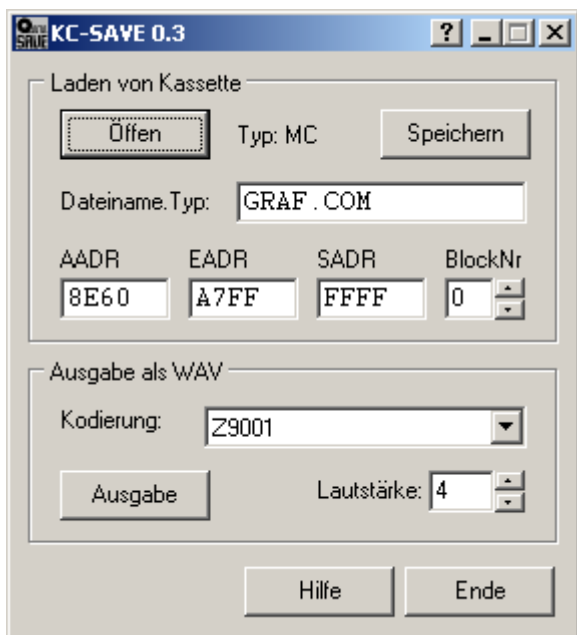 KC-SAVE 0.3 ?
Laden von Kassette
Öffen Typ: MC Speichern
Dateiname.Typ: GRAF.COM
AADR EADR SADR BlockNr
8E60 A7FF FFFF 0
Ausgabe als WAV
Kodierung: Z9001
Ausgabe Lautstärke: 4
Hilfe Ende